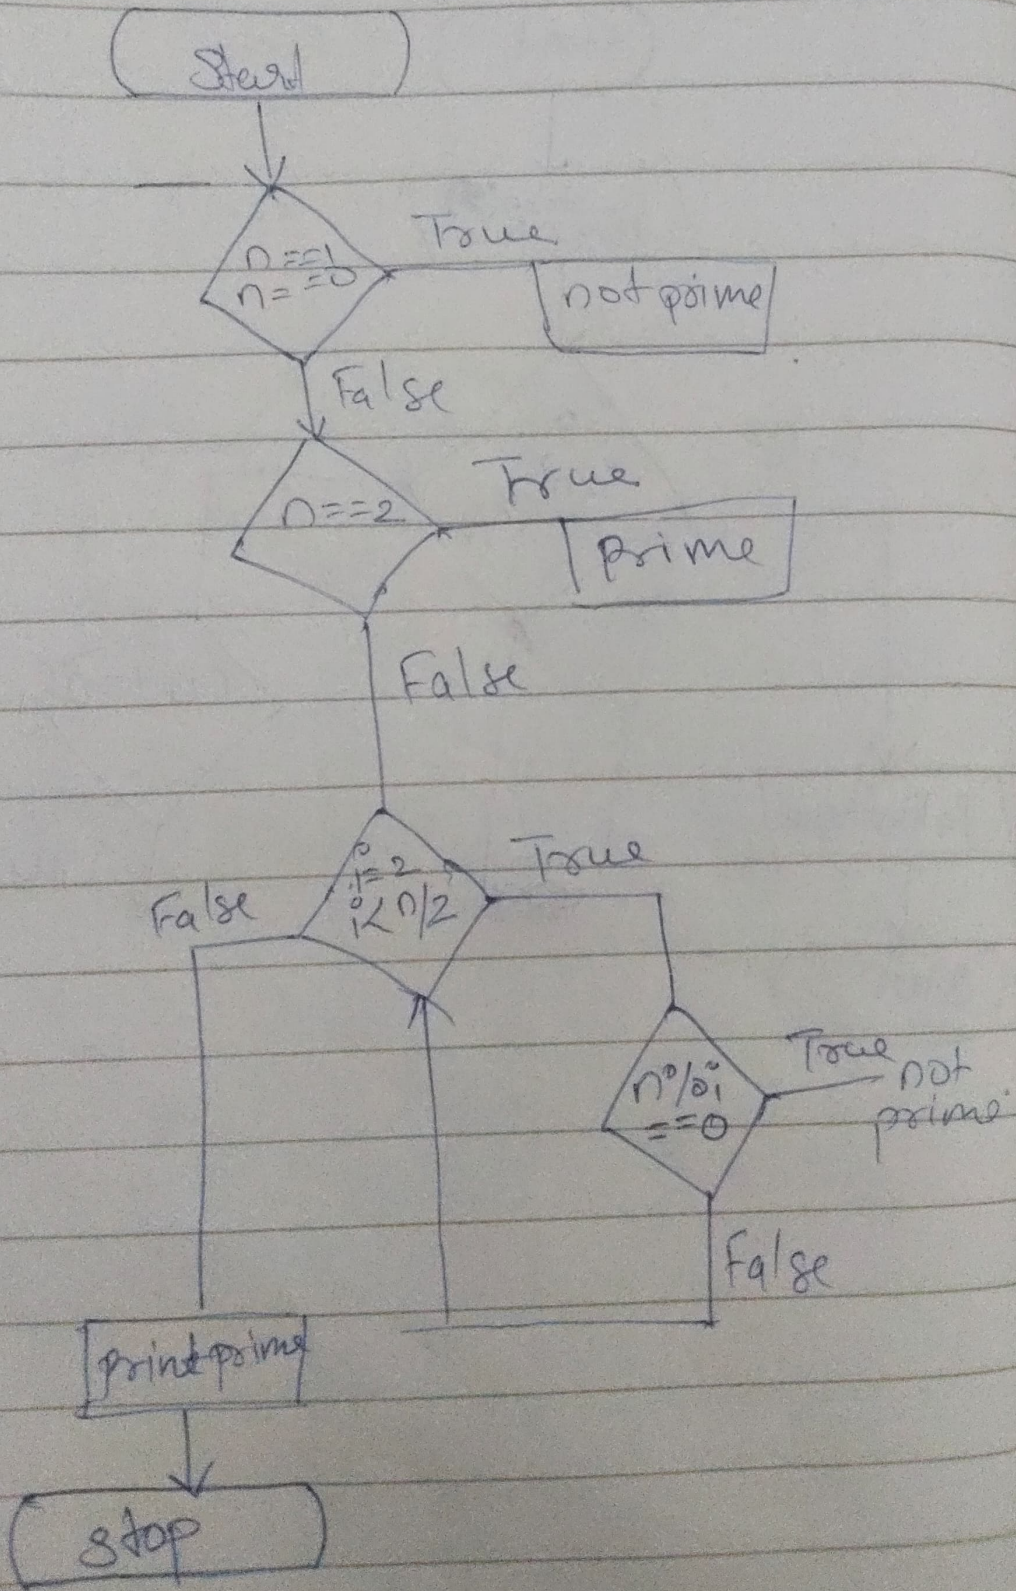 Start
n==1
n==0
True
not prime
False
n==2
True
prime
False
i=2
i<n/2
True
False
n%i
==0
True
not
prime
False
print prime
stop